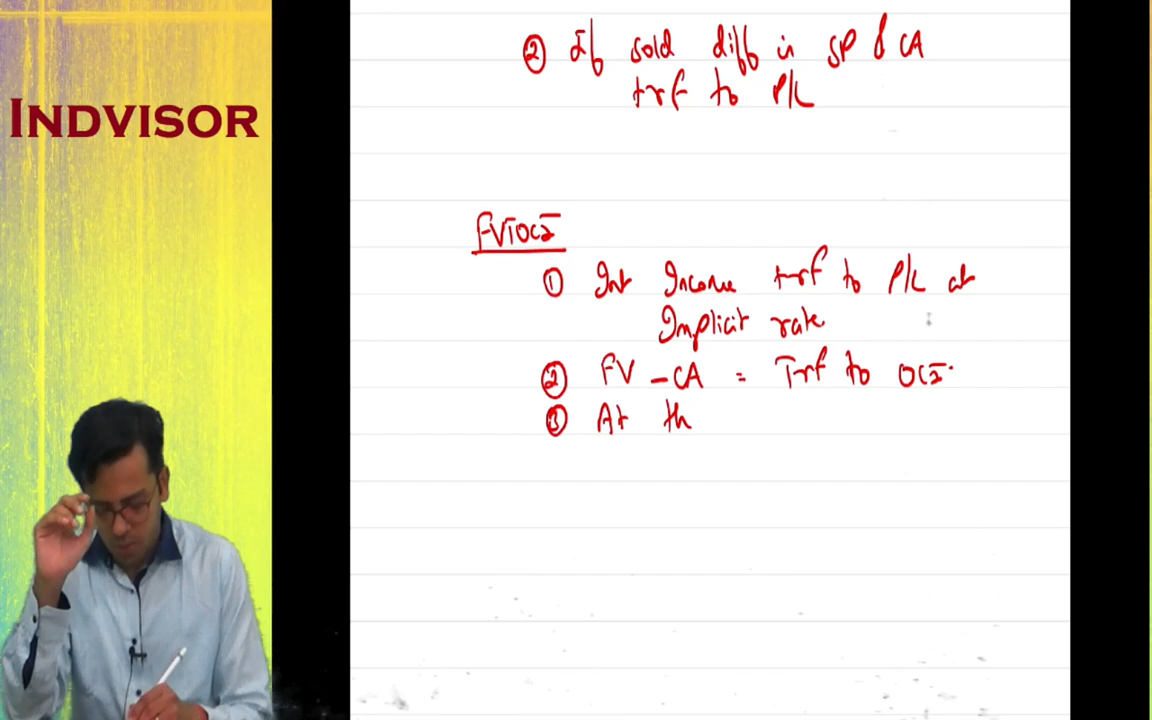 INDVISOR
② If sold diff in SP & CA
trf to P/L
FVTOCI
① Int Income trf to P/L at
Implicit rate
② FV - CA = Trf to OCI.
③ At th